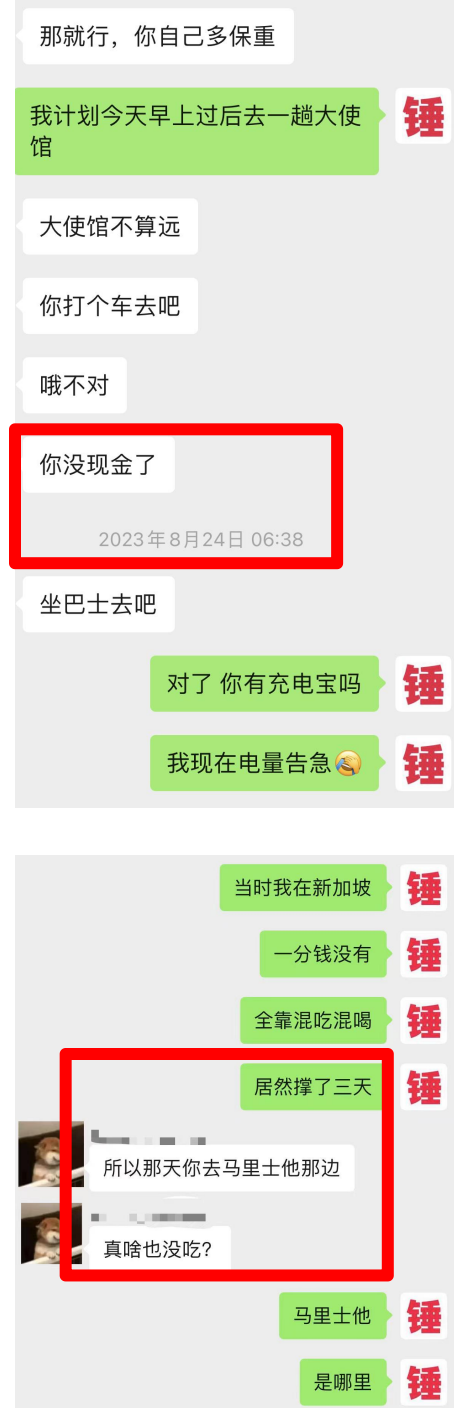 那就行，你自己多保重
我计划今天早上过后去一趟大使
馆
锤
大使馆不算远
你打个车去吧
哦不对
你没现金了
2023年8月24日 06:38
坐巴士去吧
对了 你有充电宝吗
锤
我现在电量告急
锤
当时我在新加坡
锤
一分钱没有
锤
全靠混吃混喝
锤
居然撑了三天
锤
所以那天你去马里士他那边
真啥也没吃?
马里士他
锤
是哪里
锤